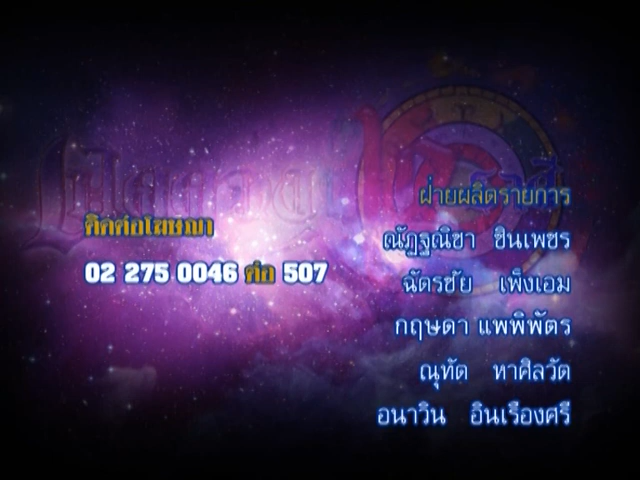 ติดต่อโฆษณา
02 275 0046 ต่อ 507
ฝ่ายผลิตรายการ
ณัฏฐณิชา ชินเพชร
ฉัตรชัย เพ็งเอม
กฤษดา แพพิพัตร
ณุทัด หาศิลวัด
อนาวิน อินเรืองศรี